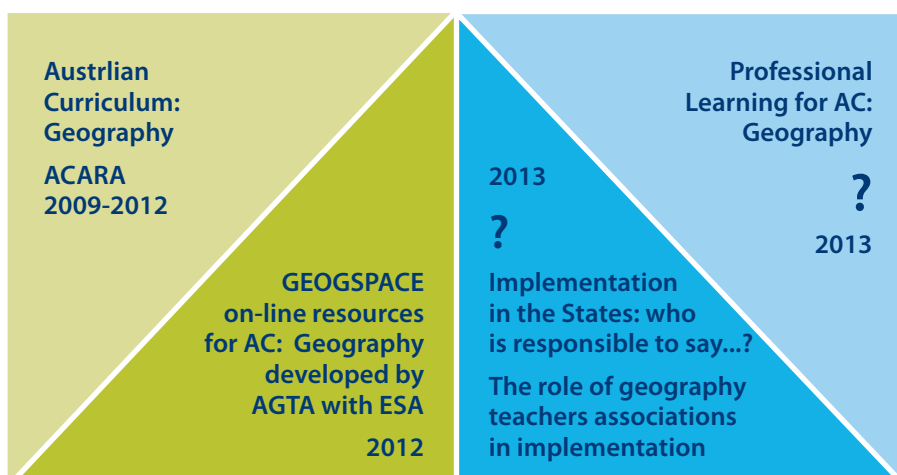 Austrlian
Curriculum:
Geography
ACARA
2009-2012
GEOGSPACE
on-line resources
for AC: Geography
developed by
AGTA with ESA
2012
2013
?
Implementation
in the States: who
is responsible to say...?
The role of geography
teachers associations
in implementation
Professional
Learning for AC:
Geography
?
2013